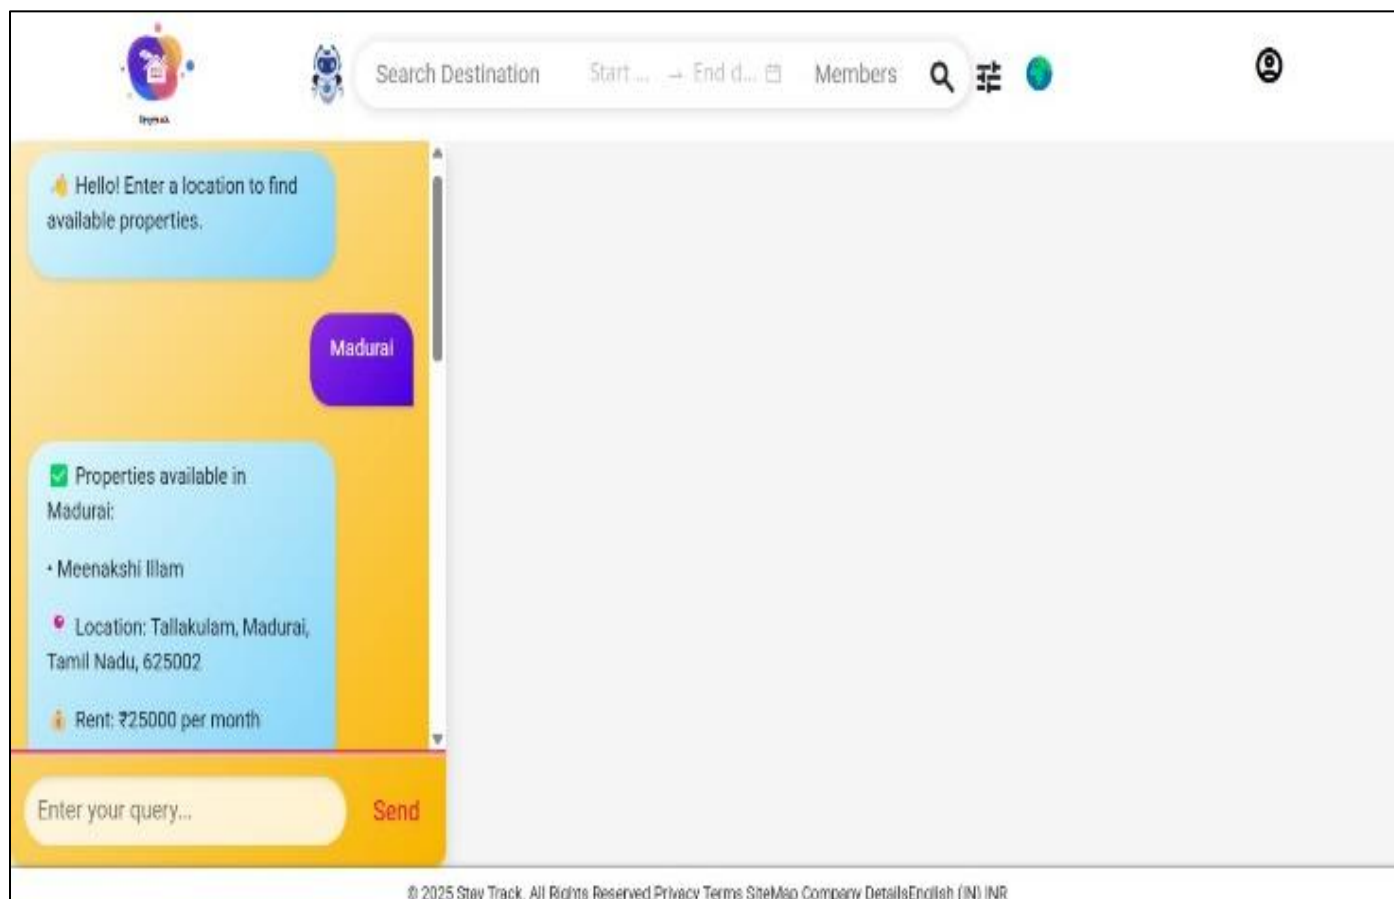 Search Destination Start ... → End d... Members
👋 Hello! Enter a location to find
available properties.
Madurai
✅ Properties available in
Madurai:
• Meenakshi Illam
📍 Location: Tallakulam, Madurai,
Tamil Nadu, 625002
💰 Rent: ₹25000 per month
Enter your query... Send
© 2025 Stay Track. All Rights Reserved.Privacy Terms SiteMap Company DetailsEnglish (IN) INR